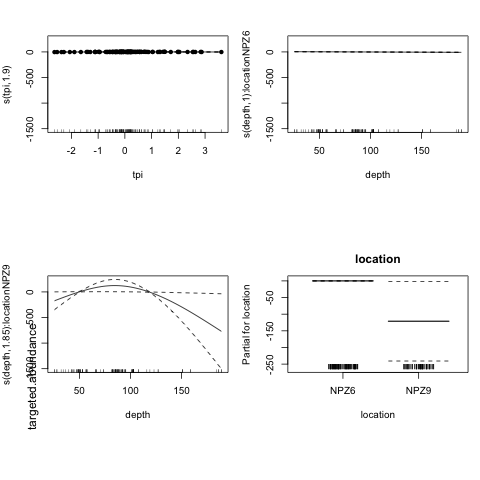 s(tpi,1.9)
0
-500
-1500
-2 -1 0 1 2 3
tpi
s(depth,1):locationNPZ6
0
-500
-1500
50 100 150
depth
s(depth,1.85):locationNPZ9
0
-500
-1500
50 100 150
depth
targeted.abundance
location
Partial for location
-50
-150
-250
NPZ6 NPZ9
location